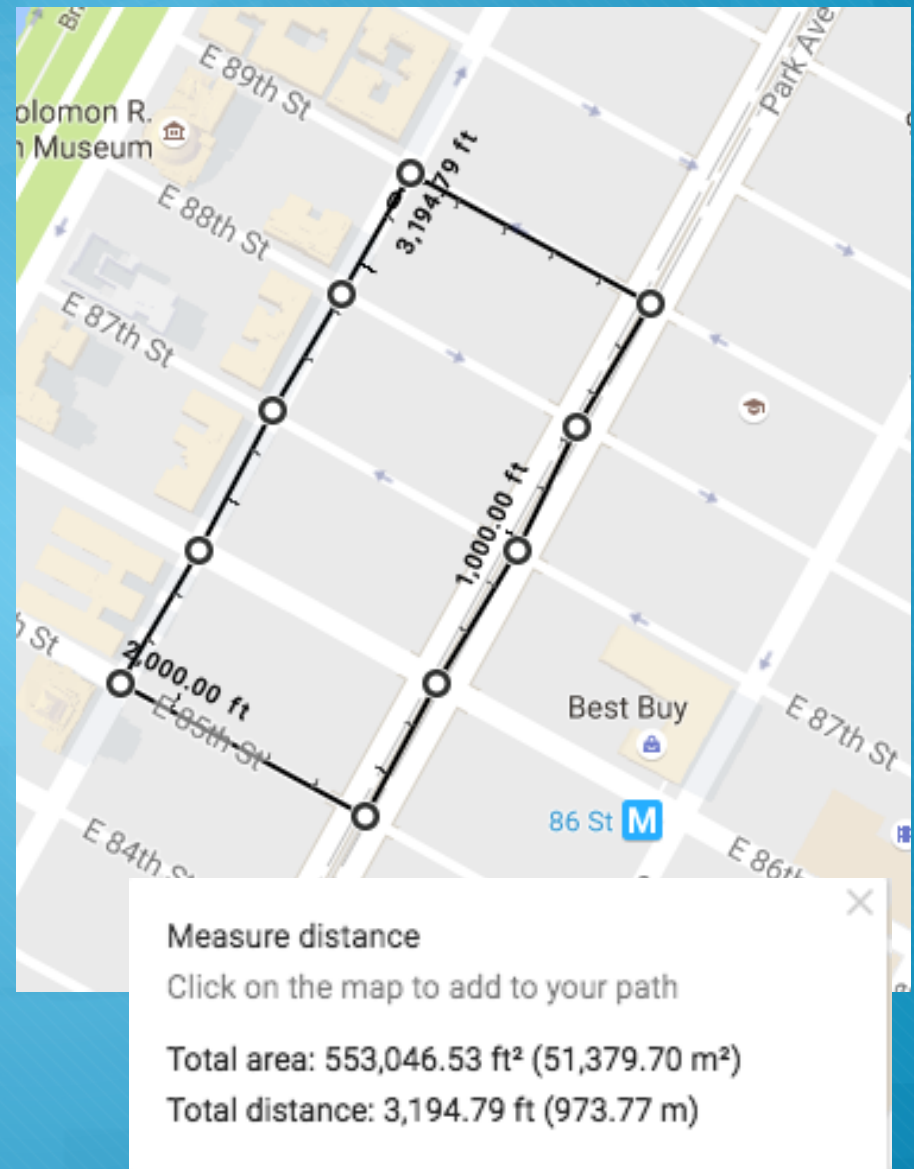 Br
E 89th St
Park Ave
olomon R.
n Museum
3,194.79 ft
E 88th St
E 87th St
1,000.00 ft
h St
2,000.00 ft
E 85th St
Best Buy
E 87th St
86 St M
E 84th St
E 86th
Measure distance
Click on the map to add to your path
Total area: 553,046.53 ft² (51,379.70 m²)
Total distance: 3,194.79 ft (973.77 m)